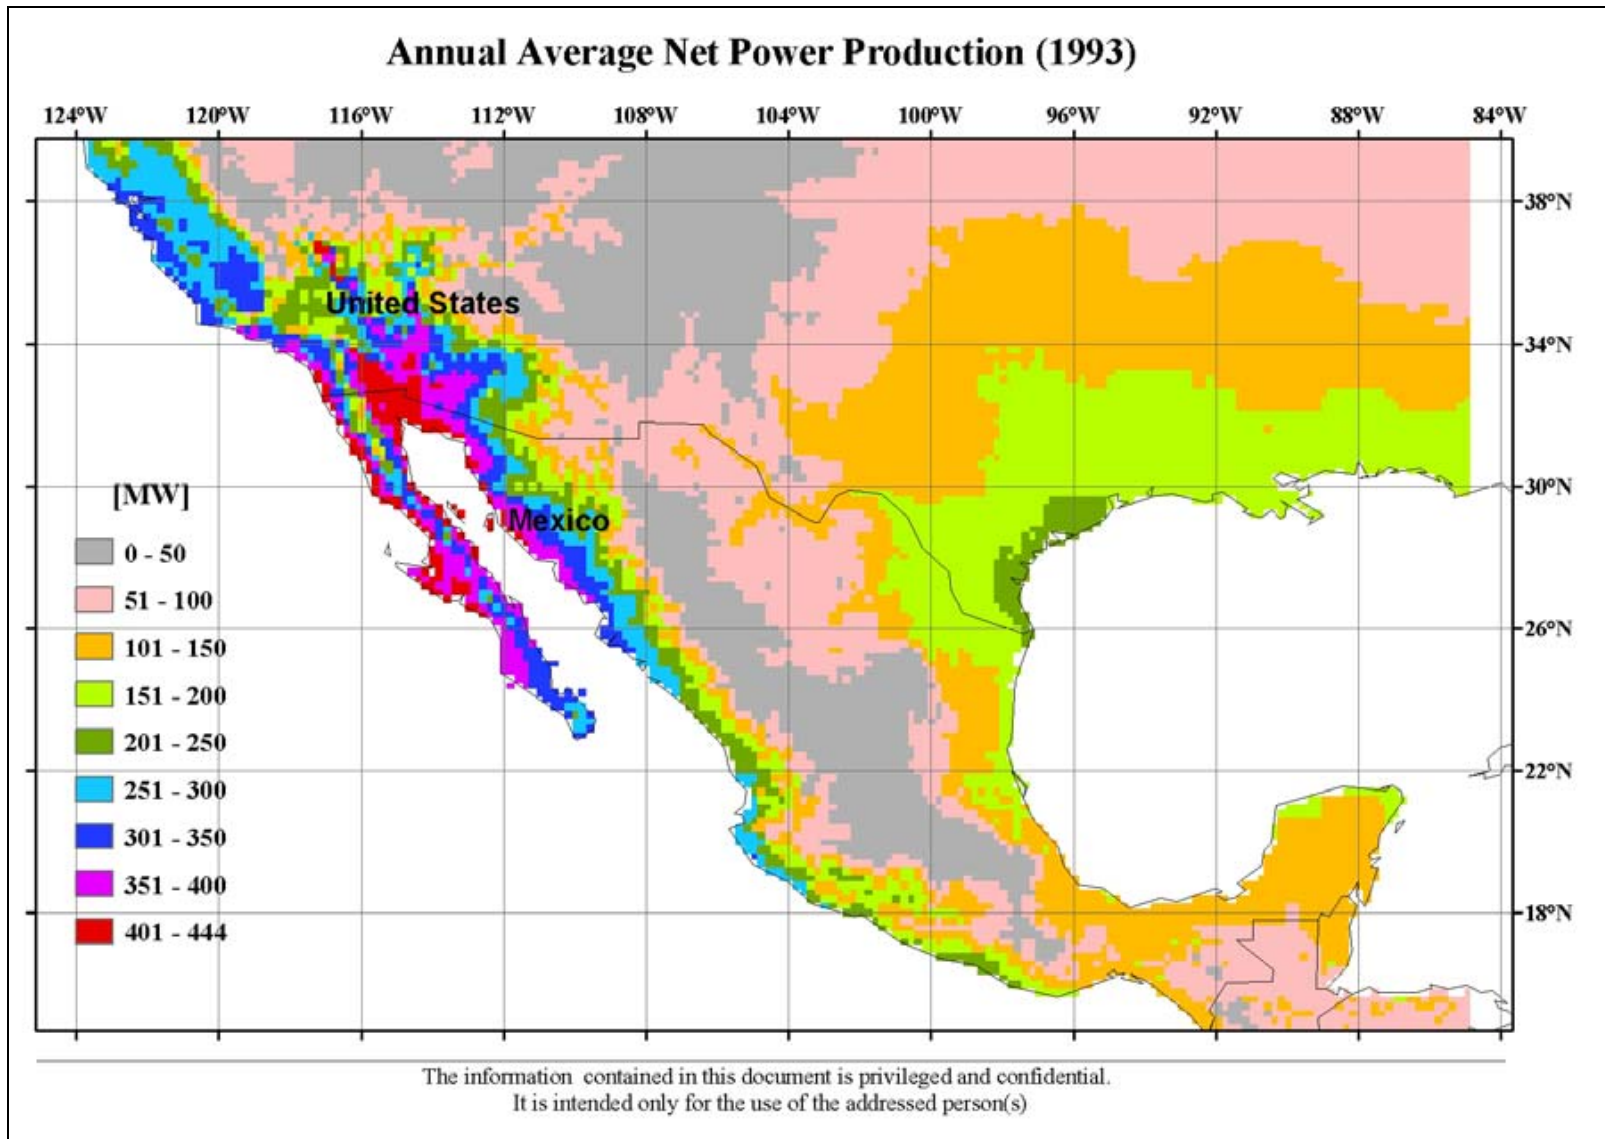 Annual Average Net Power Production (1993)
124°W 120°W 116°W 112°W 108°W 104°W 100°W 96°W 92°W 88°W 84°W
38°N
United States
34°N
30°N
[MW]
Mexico
0 - 50
51 - 100
26°N
101 - 150
151 - 200
201 - 250
22°N
251 - 300
301 - 350
351 - 400
18°N
401 - 444
The information contained in this document is privileged and confidential.
It is intended only for the use of the addressed person(s)